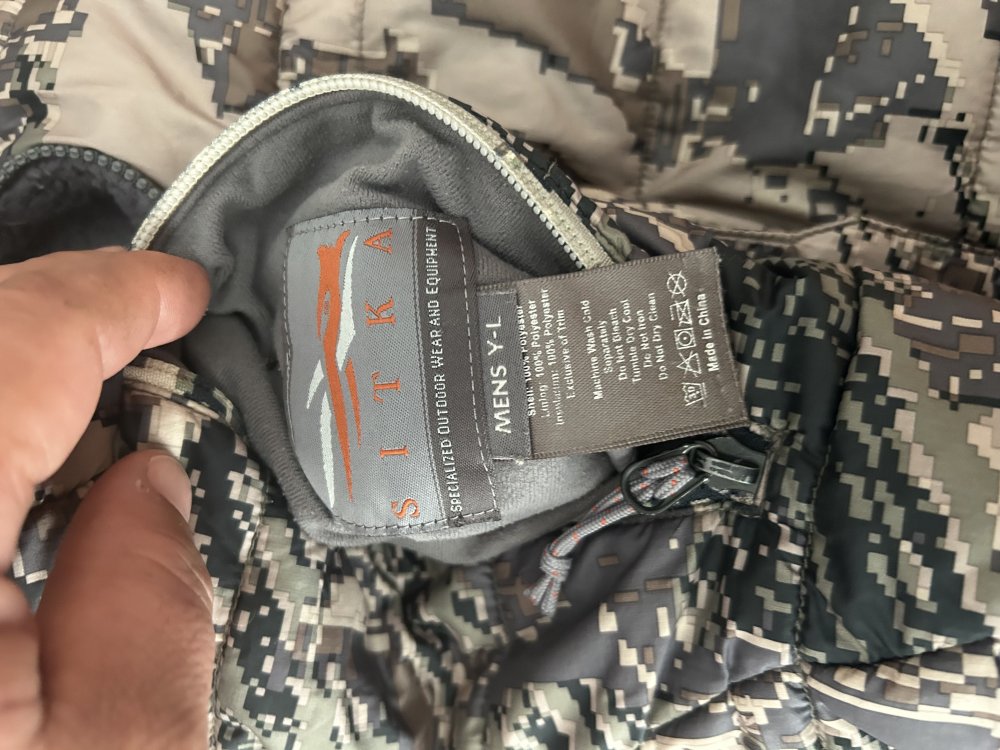 SITKA
SPECIALIZED OUTDOOR WEAR AND EQUIPMENT
MENS Y-L
Shell: 100% Polyester
Lining: 100% Polyester
Insulation: 100% Polyester
Exclusive of Trim
Machine Wash Cold
Separately
Do Not Bleach
Tumble Dry Cool
Do Not Iron
Do Not Dry Clean
30
Made In China